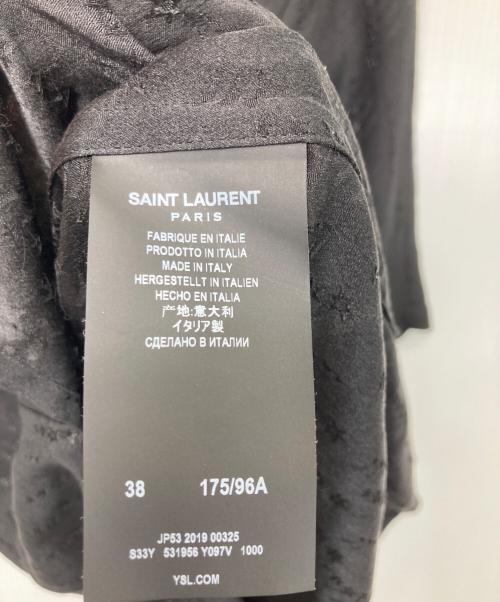 SAINT LAURENT
PARIS
FABRIQUE EN ITALIE
PRODOTTO IN ITALIA
MADE IN ITALY
HERGESTELLT IN ITALIEN
HECHO EN ITALIA
产地:意大利
イタリア製
СДЕЛАНО В ИТАЛИИ
38 175/96A
JP53 2019 00325
S33Y 531956 Y097V 1000
YSL.COM